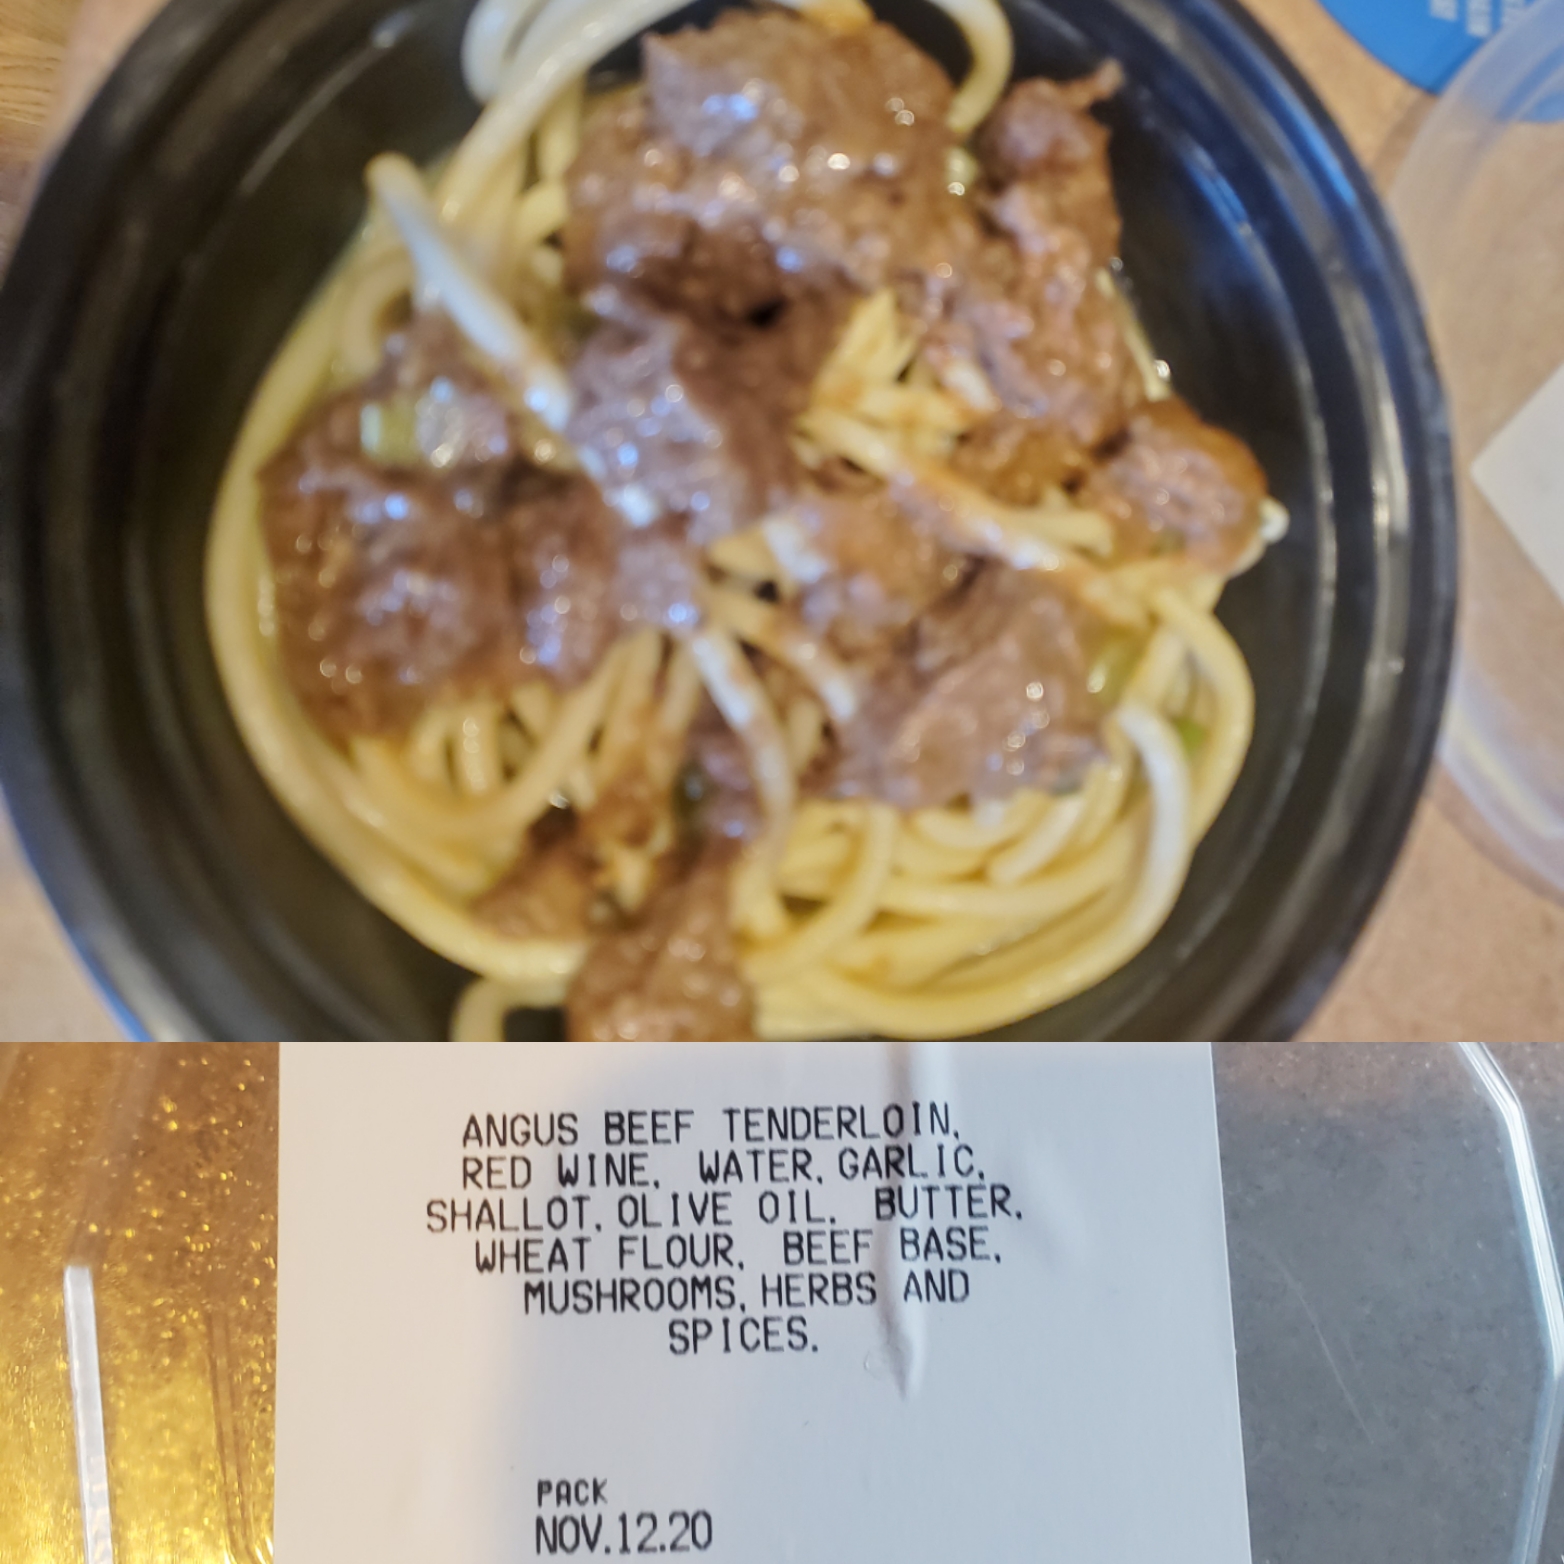 ANGUS BEEF TENDERLOIN,
RED WINE, WATER, GARLIC,
SHALLOT, OLIVE OIL, BUTTER,
WHEAT FLOUR, BEEF BASE,
MUSHROOMS, HERBS AND
SPICES.
PACK
NOV.12.20